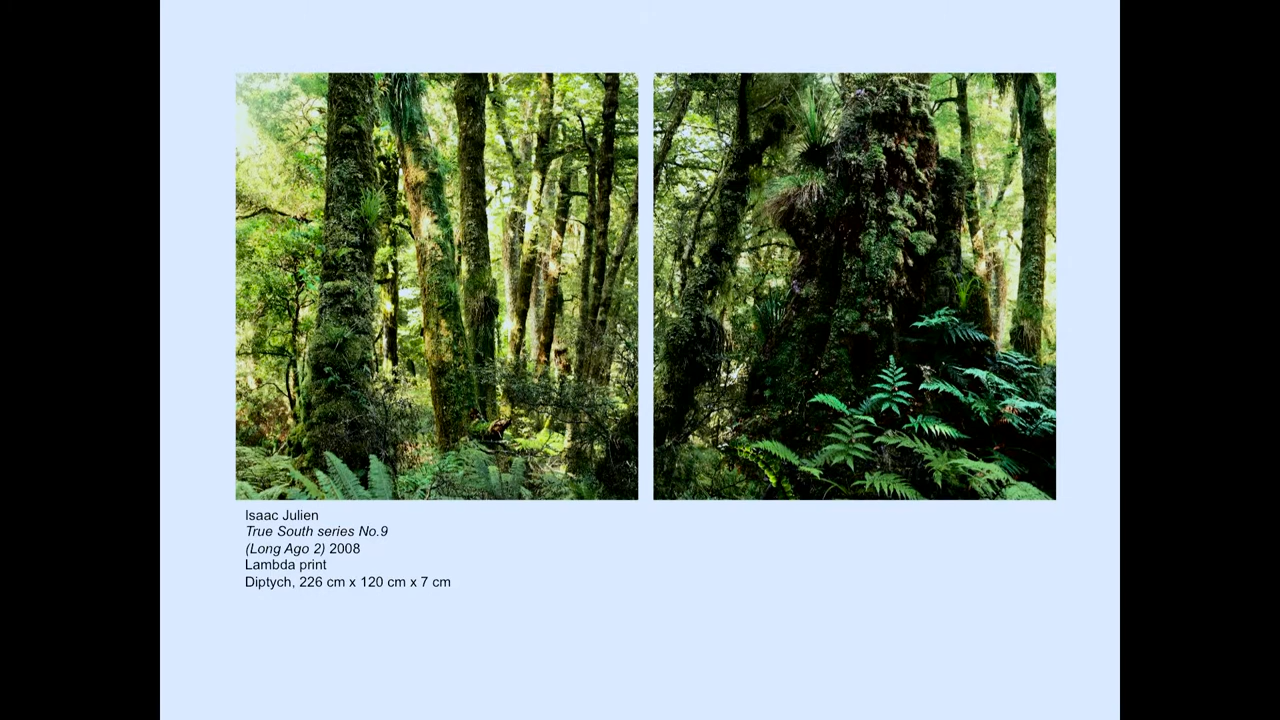 Isaac Julien
True South series No.9
(Long Ago 2) 2008
Lambda print
Diptych, 226 cm x 120 cm x 7 cm